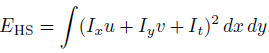 E_HS = ∫(I_x u + I_y v + I_t)² dx dy